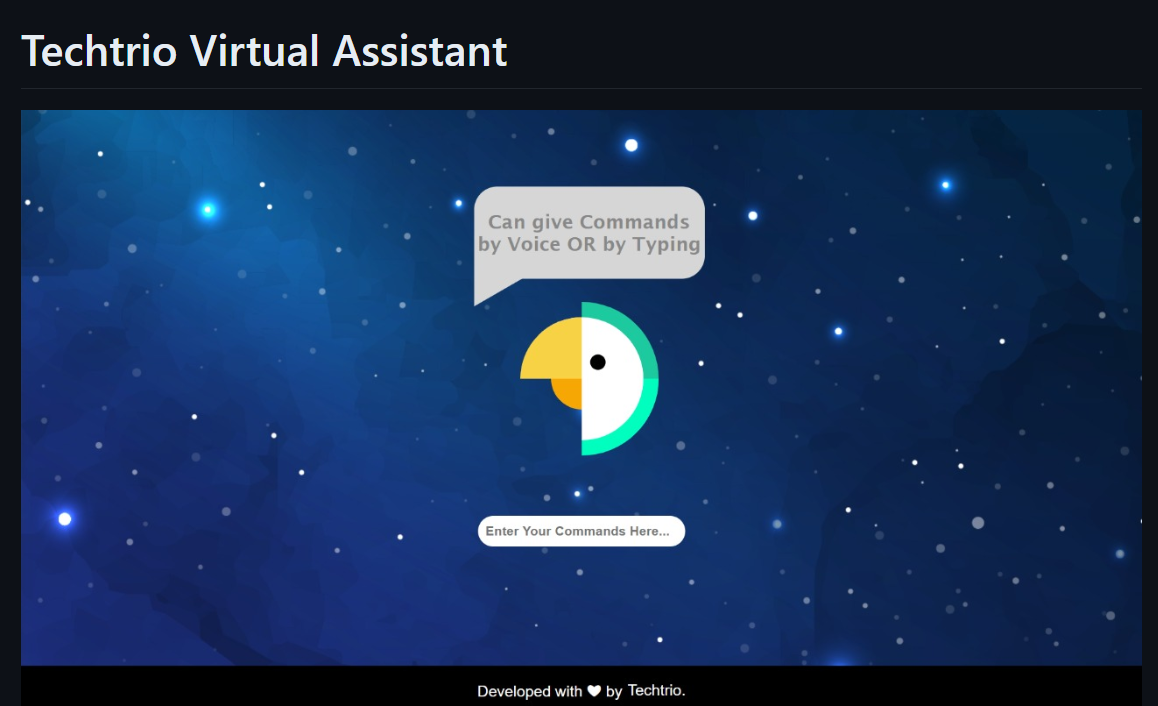 Techtrio Virtual Assistant
Can give Commands
by Voice OR by Typing
Enter Your Commands Here...
Developed with ❤ by Techtrio.